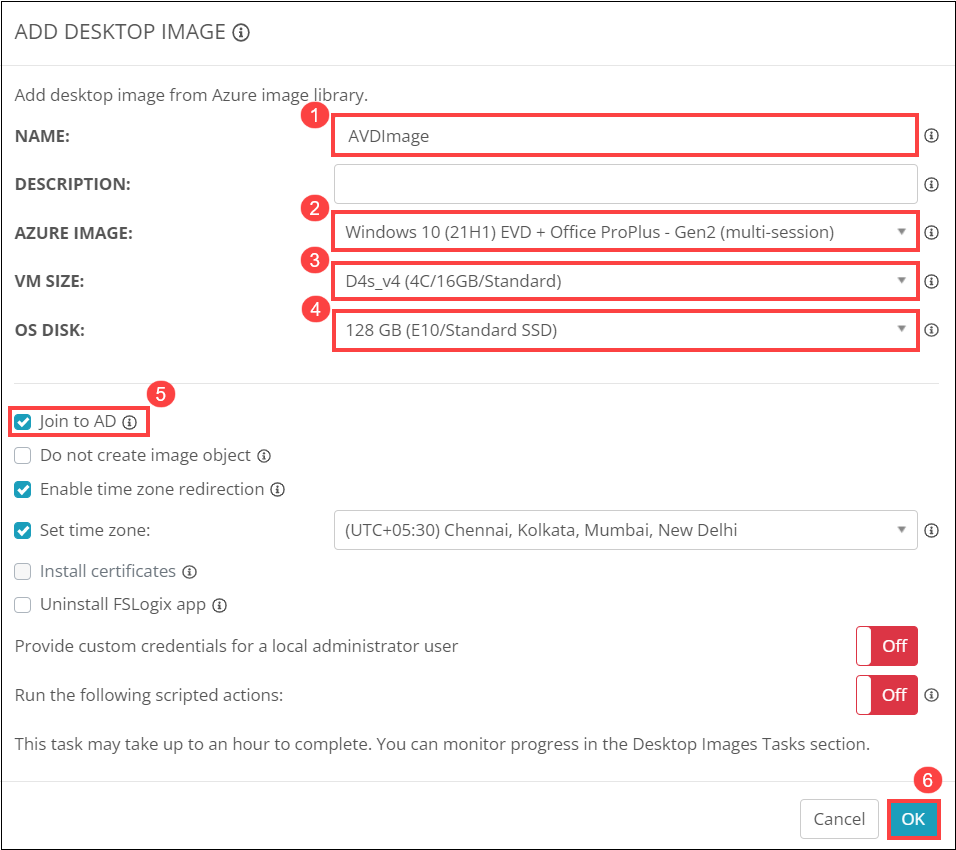 ADD DESKTOP IMAGE
Add desktop image from Azure image library.
1
NAME: AVDImage
DESCRIPTION:
2
AZURE IMAGE: Windows 10 (21H1) EVD + Office ProPlus - Gen2 (multi-session)
3
VM SIZE: D4s_v4 (4C/16GB/Standard)
4
OS DISK: 128 GB (E10/Standard SSD)
5
Join to AD
Do not create image object
Enable time zone redirection
Set time zone: (UTC+05:30) Chennai, Kolkata, Mumbai, New Delhi
Install certificates
Uninstall FSLogix app
Provide custom credentials for a local administrator user Off
Run the following scripted actions: Off
This task may take up to an hour to complete. You can monitor progress in the Desktop Images Tasks section.
6
Cancel OK